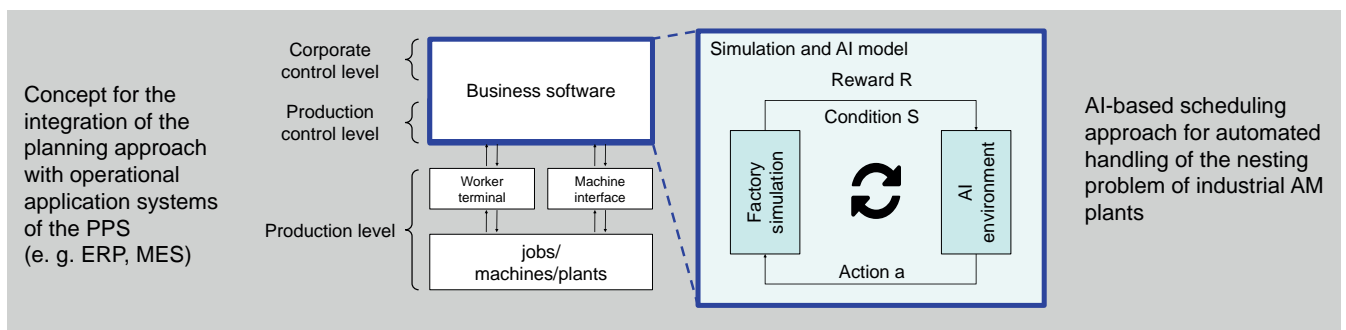 Concept for the
integration of the
planning approach
with operational
application systems
of the PPS
(e. g. ERP, MES)
Corporate
control level
Production
control level
Production level
Business software
Worker
terminal
Machine
interface
jobs/
machines/plants
Simulation and AI model
Reward R
Condition S
Factory
simulation
AI
environment
Action a
AI-based scheduling
approach for automated
handling of the nesting
problem of industrial AM
plants